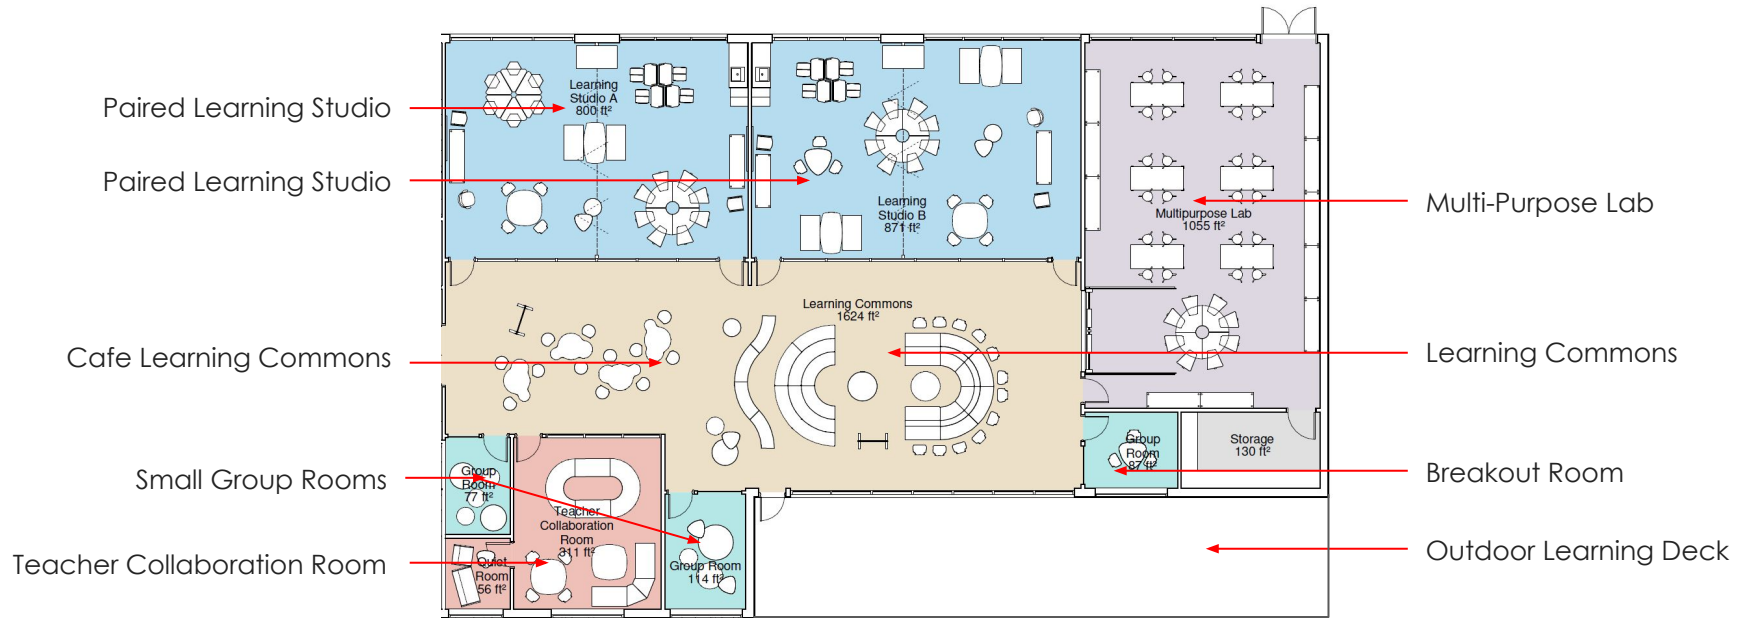 Paired Learning Studio
Paired Learning Studio
Cafe Learning Commons
Small Group Rooms
Teacher Collaboration Room
Learning
Studio A
800 ft²
Learning
Studio B
871 ft²
Multipurpose Lab
1055 ft²
Learning Commons
1624 ft²
Group
Room
77 ft²
Teacher
Collaboration
Room
311 ft²
Quiet
Room
56 ft²
Group Room
114 ft²
Group
Room
87 ft²
Storage
130 ft²
Multi-Purpose Lab
Learning Commons
Breakout Room
Outdoor Learning Deck